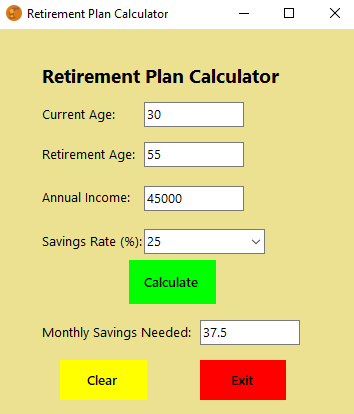 Retirement Plan Calculator
Retirement Plan Calculator
Current Age: 30
Retirement Age: 55
Annual Income: 45000
Savings Rate (%): 25
Calculate
Monthly Savings Needed: 37.5
Clear Exit